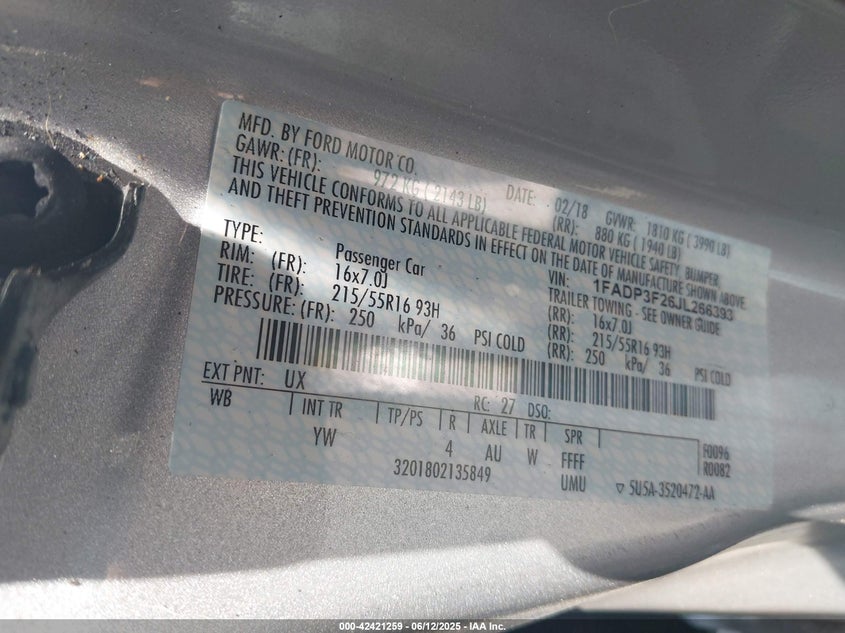 MFD. BY FORD MOTOR CO.
DATE: 02/18 GVWR: 1810 KG ( 3990 LB)
GAWR: (FR): 972 KG ( 2143 LB) (RR): 880 KG ( 1940 LB)
THIS VEHICLE CONFORMS TO ALL APPLICABLE FEDERAL MOTOR VEHICLE SAFETY, BUMPER,
AND THEFT PREVENTION STANDARDS IN EFFECT ON THE DATE OF MANUFACTURE SHOWN ABOVE.
VIN: 1FADP3F26JL266393
TYPE: Passenger Car TRAILER TOWING - SEE OWNER GUIDE
RIM: (FR): 16x7.0J (RR): 16x7.0J
TIRE: (FR): 215/55R16 93H (RR): 215/55R16 93H
PRESSURE: (FR): 250 kPa/ 36 PSI COLD (RR): 250 kPa/ 36 PSI COLD
EXT PNT: UX RC: 27 DSO:
WB INT TR TP/PS R AXLE TR SPR F0096
YW 4 AU W FFFF R0082
3201802135849 UMU ▽ 5U5A-3520472-AA
000-42421259 - 06/12/2025 - IAA Inc.